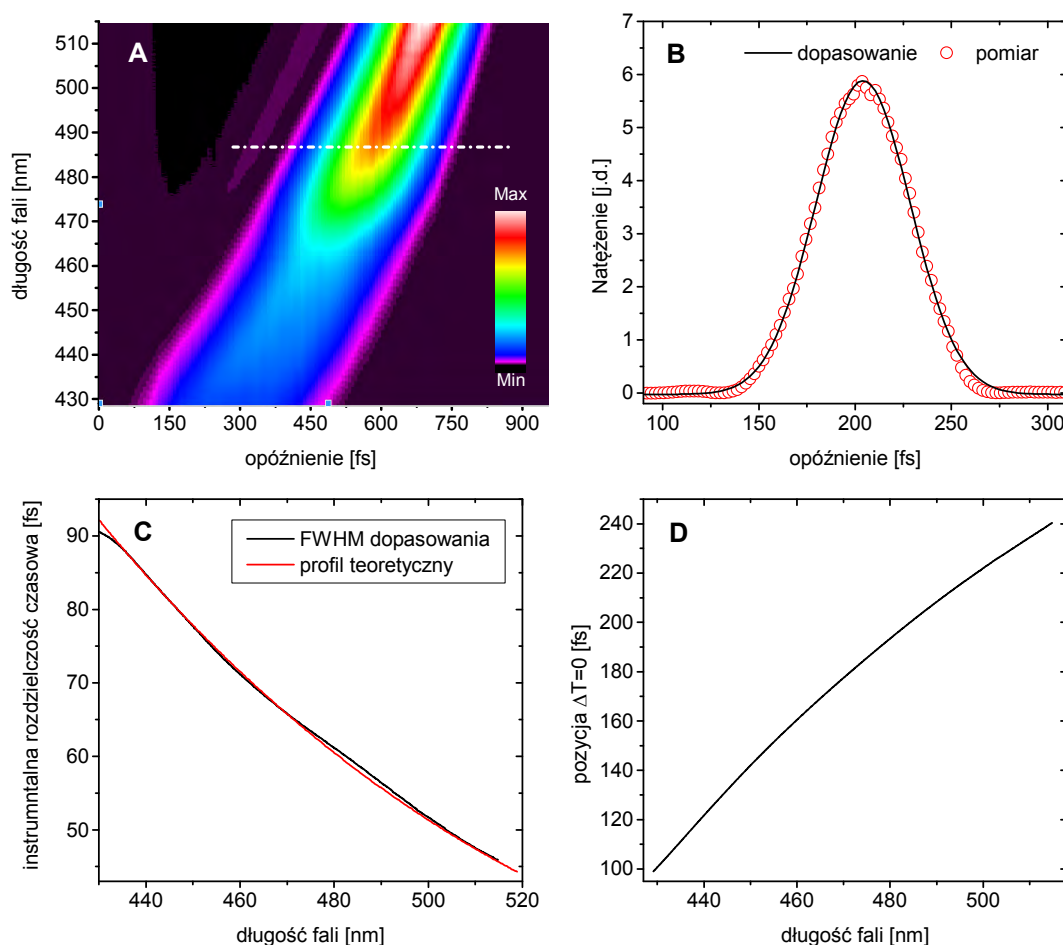 A
długość fali [nm]
510
500
490
480
470
460
450
440
430
0 150 300 450 600 750 900
opóźnienie [fs]
Max
Min
B
dopasowanie pomiar
Natężenie [j.d.]
7
6
5
4
3
2
1
0
100 150 200 250 300
opóźnienie [fs]
C
FWHM dopasowania
profil teoretyczny
instrumntalna rozdzielczość czasowa [fs]
90
80
70
60
50
440 460 480 500 520
długość fali [nm]
D
pozycja ΔT=0 [fs]
240
220
200
180
160
140
120
100
440 460 480 500
długość fali [nm]